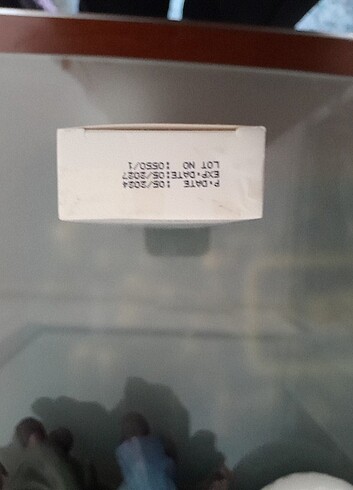 P.DATE :05/2024
EXP.DATE:05/2027
LOT NO :0550/1